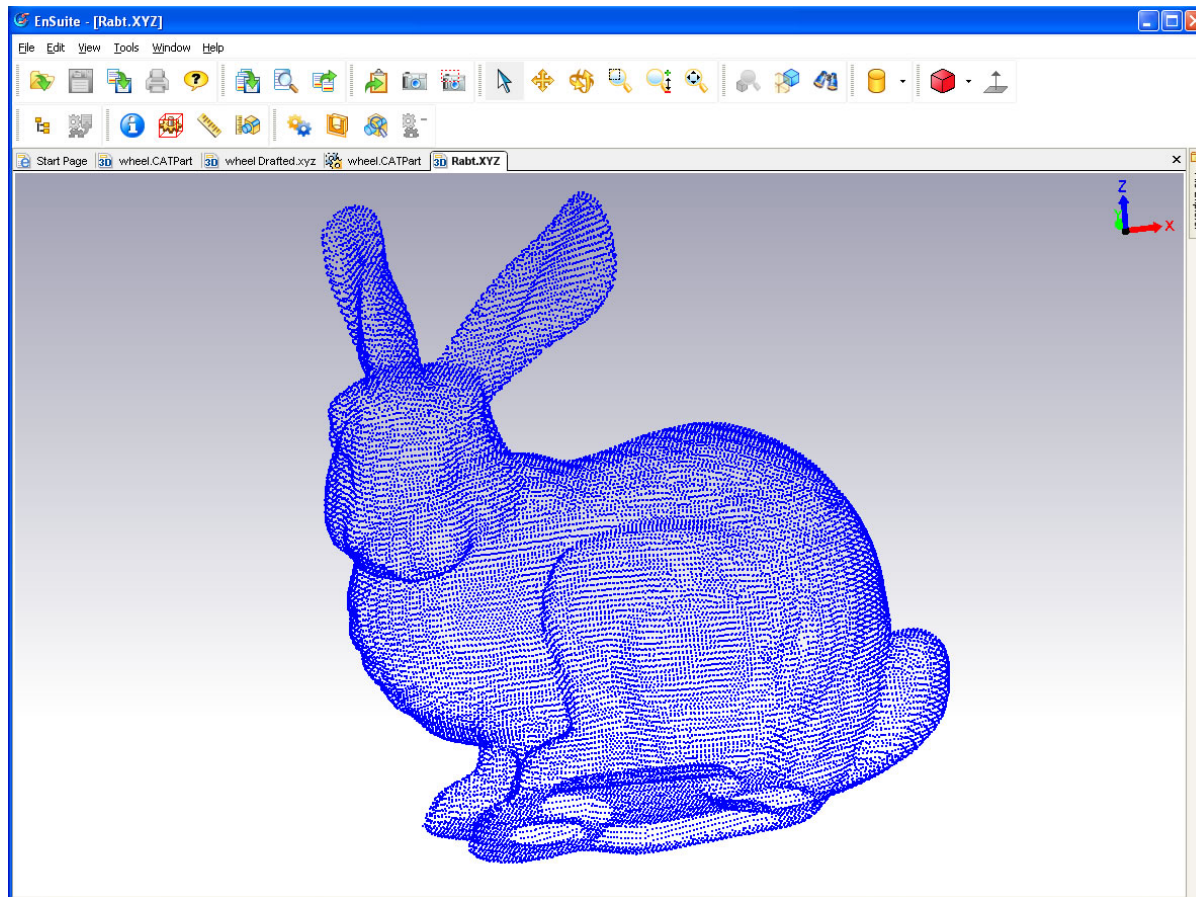 EnSuite - [Rabt.XYZ]
File Edit View Tools Window Help
Start Page wheel.CATPart wheel Drafted.xyz wheel.CATPart Rabt.XYZ
Z
X